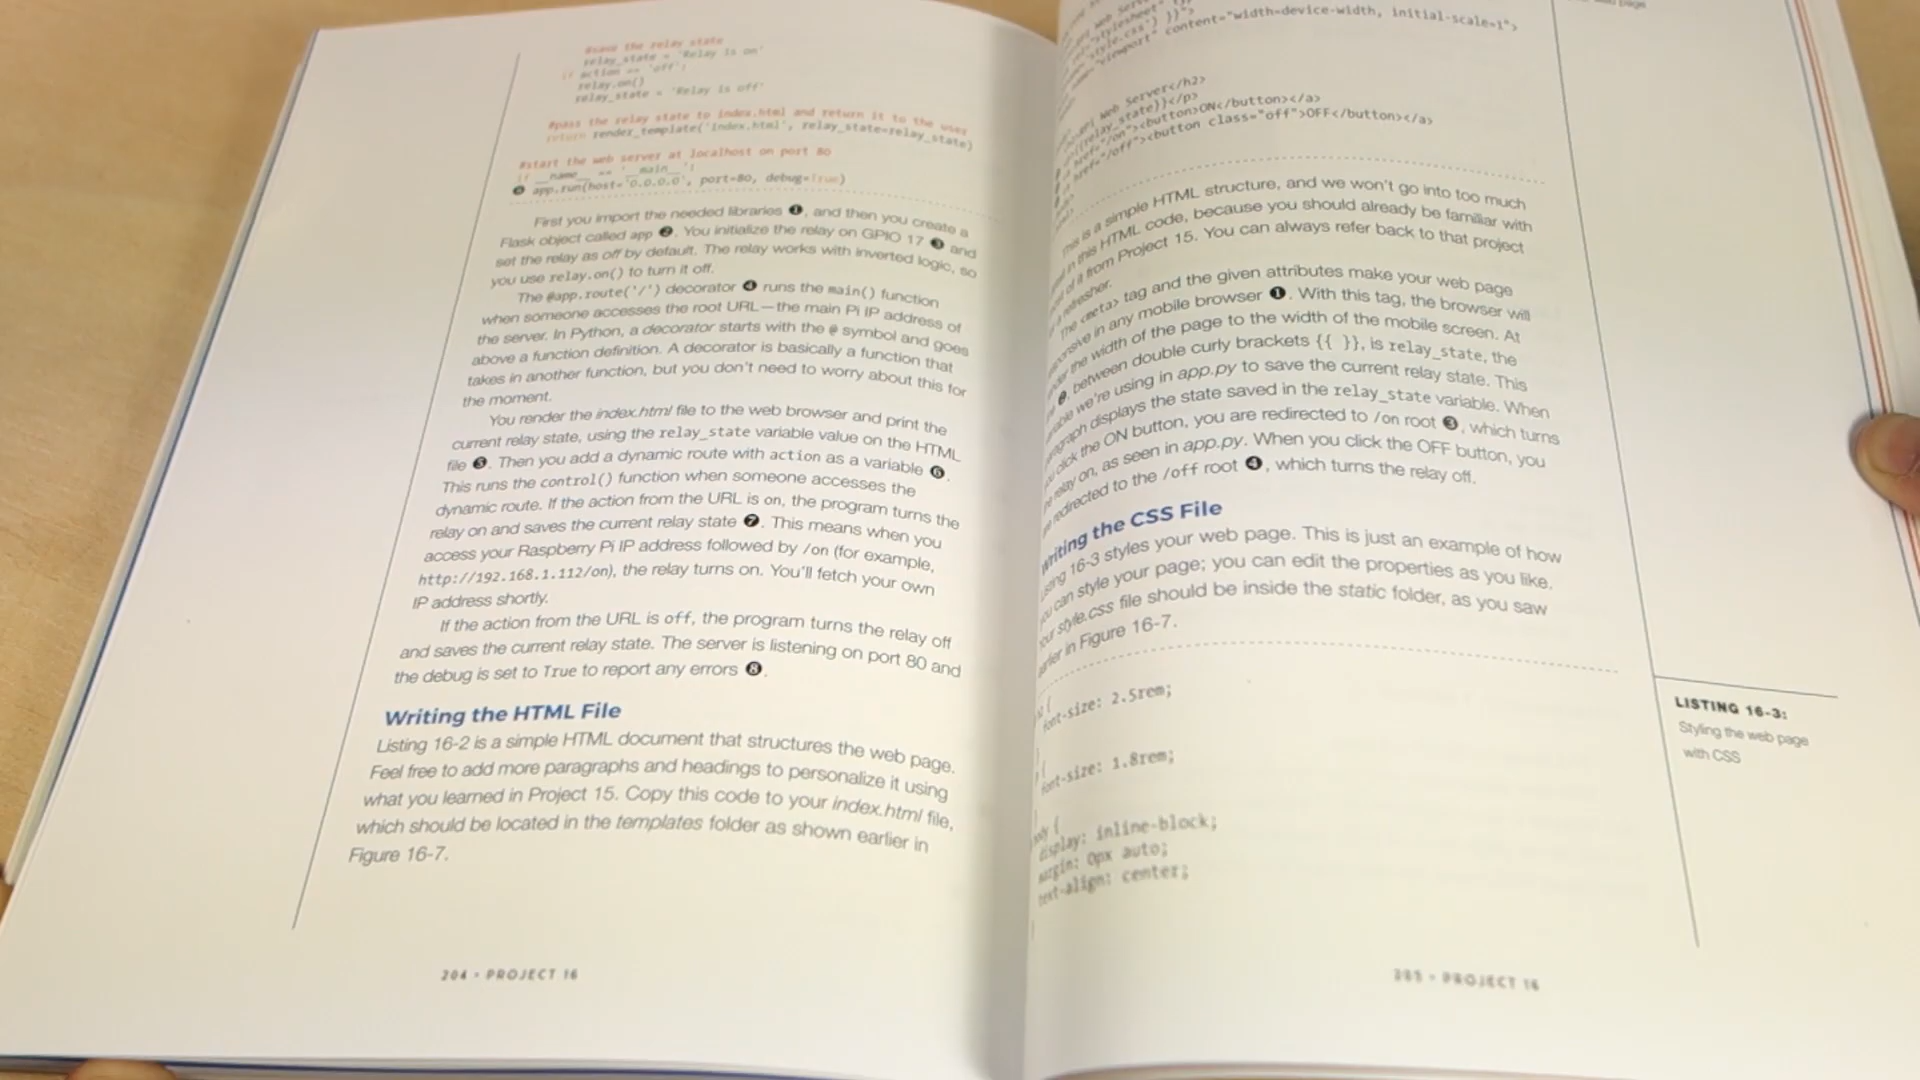 #save the relay state
relay_state = 'Relay is on'
if action == 'off':
relay.on()
relay_state = 'Relay is off'
#pass the relay state to index.html and return it to the user
return render_template('index.html', relay_state=relay_state)
#start the web server at localhost on port 80
if __name__ == '__main__':
❽ app.run(host='0.0.0.0', port=80, debug=True)
First you import the needed libraries ❶, and then you create a
Flask object called app ❷. You initialize the relay on GPIO 17 ❸ and
set the relay as off by default. The relay works with inverted logic, so
you use relay.on() to turn it off.
The @app.route('/') decorator ❹ runs the main() function
when someone accesses the root URL—the main Pi IP address of
the server. In Python, a decorator starts with the @ symbol and goes
above a function definition. A decorator is basically a function that
takes in another function, but you don't need to worry about this for
the moment.
You render the index.html file to the web browser and print the
current relay state, using the relay_state variable value on the HTML
file ❺. Then you add a dynamic route with action as a variable ❻.
This runs the control() function when someone accesses the
dynamic route. If the action from the URL is on, the program turns the
relay on and saves the current relay state ❼. This means when you
access your Raspberry Pi IP address followed by /on (for example,
http://192.168.1.112/on), the relay turns on. You'll fetch your own
IP address shortly.
If the action from the URL is off, the program turns the relay off
and saves the current relay state. The server is listening on port 80 and
the debug is set to True to report any errors ❽.
Writing the HTML File
Listing 16-2 is a simple HTML document that structures the web page.
Feel free to add more paragraphs and headings to personalize it using
what you learned in Project 15. Copy this code to your index.html file,
which should be located in the templates folder as shown earlier in
Figure 16-7.
204 • PROJECT 16
Web Server
"stylesheet"
'style.css') }}">
"viewport" content="width=device-width, initial-scale=1">
Web Server</h2>
{{relay_state}}</p>
href="/on"><button>ON</button></a>
href="/off"><button class="off">OFF</button></a>
This is a simple HTML structure, and we won't go into too much
in this HTML code, because you should already be familiar with
of it from Project 15. You can always refer back to that project
refresher.
The <meta> tag and the given attributes make your web page
in any mobile browser ❶. With this tag, the browser will
the width of the page to the width of the mobile screen. At
❷, between double curly brackets {{ }}, is relay_state, the
we're using in app.py to save the current relay state. This
displays the state saved in the relay_state variable. When
click the ON button, you are redirected to /on root ❸, which turns
relay on, as seen in app.py. When you click the OFF button, you
redirected to the /off root ❹, which turns the relay off.
Writing the CSS File
16-3 styles your web page. This is just an example of how
can style your page; you can edit the properties as you like.
style.css file should be inside the static folder, as you saw
in Figure 16-7.
{
font-size: 2.5rem;
{
font-size: 1.8rem;
{
display: inline-block;
margin: 0px auto;
text-align: center;
LISTING 16-3:
Styling the web page
with CSS
205 • PROJECT 16